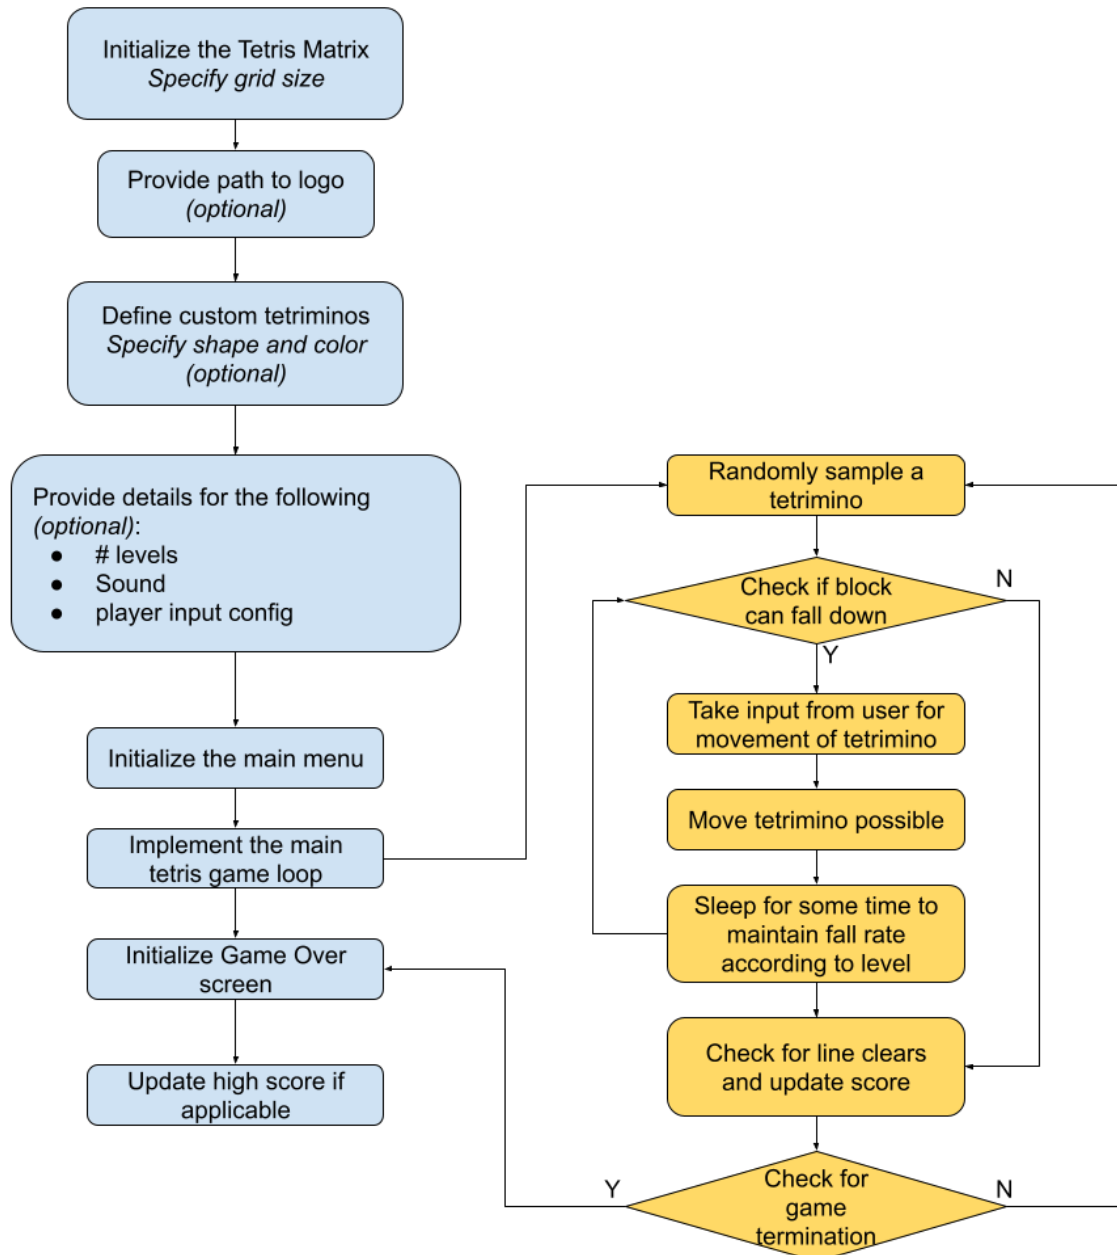 Initialize the Tetris Matrix
Specify grid size
Provide path to logo
(optional)
Define custom tetriminos
Specify shape and color
(optional)
Provide details for the following
(optional):
● # levels
● Sound
● player input config
Initialize the main menu
Implement the main
tetris game loop
Initialize Game Over
screen
Update high score if
applicable
Randomly sample a
tetrimino
Check if block
can fall down
N
Y
Take input from user for
movement of tetrimino
Move tetrimino possible
Sleep for some time to
maintain fall rate
according to level
Check for line clears
and update score
Check for
game
termination
Y
N